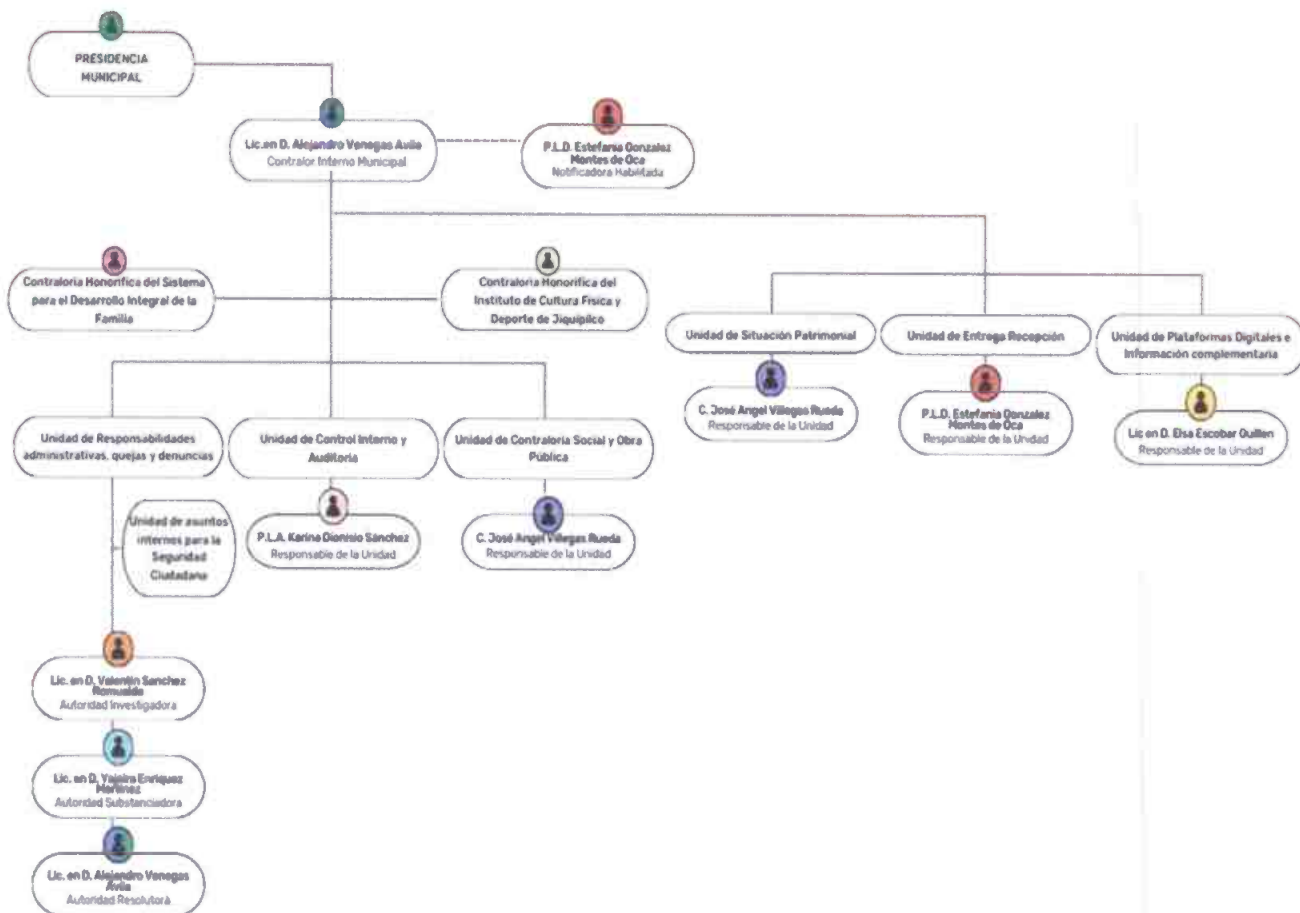 PRESIDENCIA
MUNICIPAL
Lic.en D. Alejandro Venegas Avila
Contralor Interno Municipal
P.L.D. Estefania Gonzalez
Montes de Oca
Notificadora Habilitada
Contraloría Honorifica del Sistema
para el Desarrollo Integral de la
Familia
Contraloría Honorifica del
Instituto de Cultura Física y
Deporte de Jiquipilco
Unidad de Situación Patrimonial
Unidad de Entrega Recepción
Unidad de Plataformas Digitales e
Información complementaria
C. José Angel Villegas Rueda
Responsable de la Unidad
P.L.D. Estefania Gonzalez
Montes de Oca
Responsable de la Unidad
Lic en D. Elsa Escobar Guillen
Responsable de la Unidad
Unidad de Responsabilidades
administrativas, quejas y denuncias
Unidad de Control Interno y
Auditoría
Unidad de Contraloría Social y Obra
Pública
Unidad de asuntos
internos para la
Seguridad
Ciudadana
P.L.A. Karina Dionisio Sánchez
Responsable de la Unidad
C. José Angel Villegas Rueda
Responsable de la Unidad
Lic. en D. Valentín Sanchez
Romualdo
Autoridad Investigadora
Lic. en D. Yajaira Enriquez
Martinez
Autoridad Substanciadora
Lic. en D. Alejandro Venegas
Avila
Autoridad Resolutora